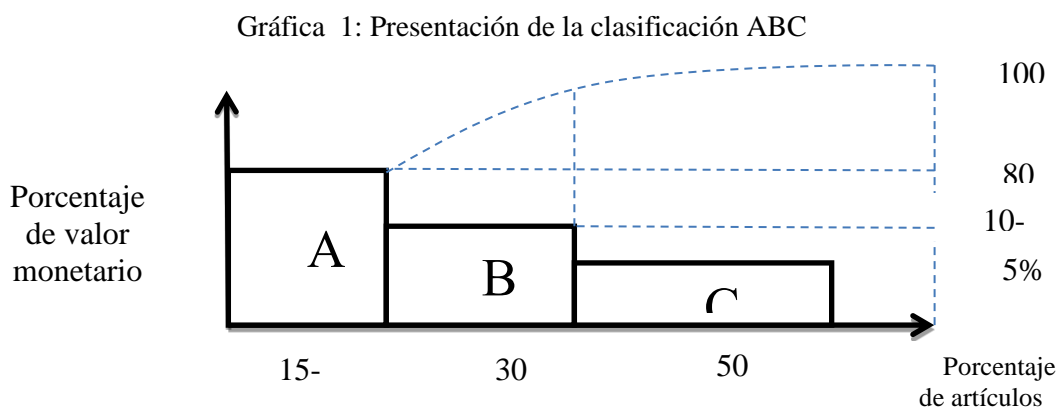 Gráfica 1: Presentación de la clasificación ABC
100
80
Porcentaje
de valor
monetario
10-
5%
A
B
C
15-
30
50
Porcentaje
de artículos